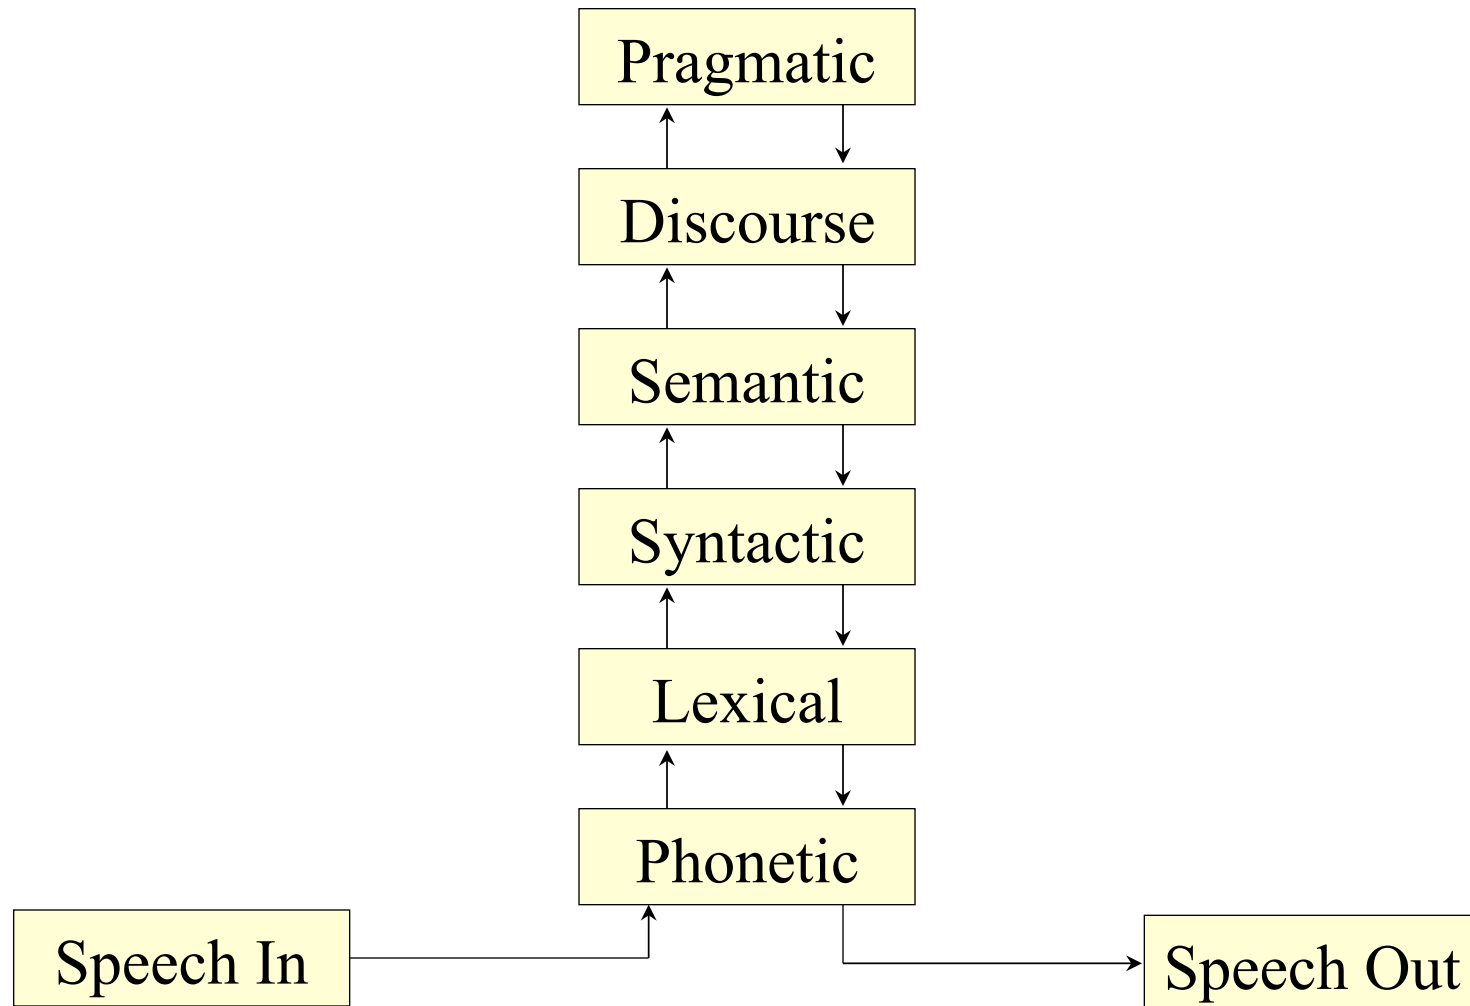 Pragmatic
Discourse
Semantic
Syntactic
Lexical
Phonetic
Speech In
Speech Out